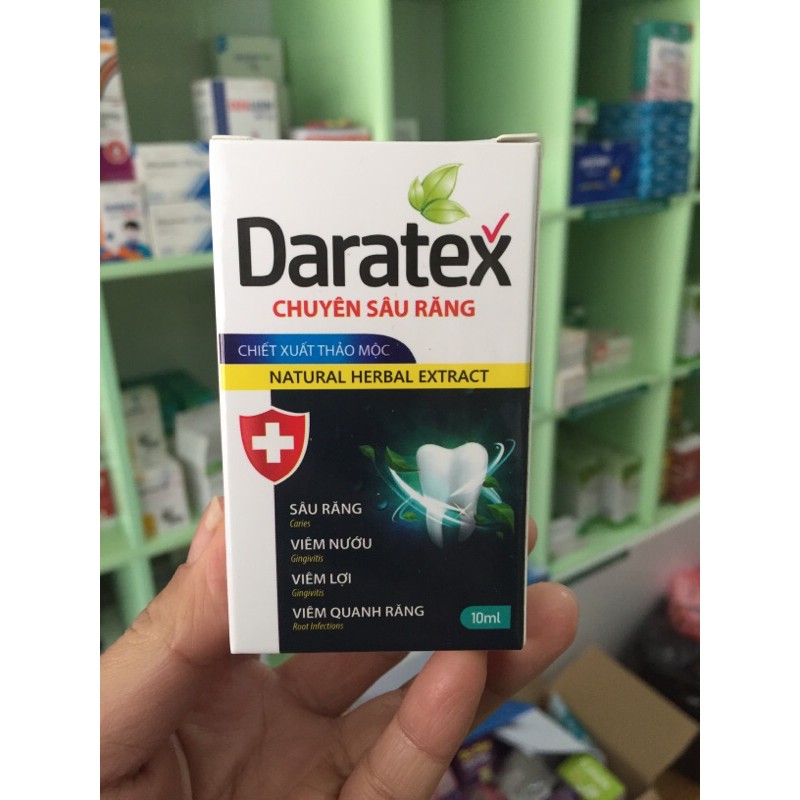 Daratex
CHUYÊN SÂU RĂNG
CHIẾT XUẤT THẢO MỘC
NATURAL HERBAL EXTRACT
SÂU RĂNG
Caries
VIÊM NƯỚU
Gingivitis
VIÊM LỢI
Gingivitis
VIÊM QUANH RĂNG
Root Infections
10ml